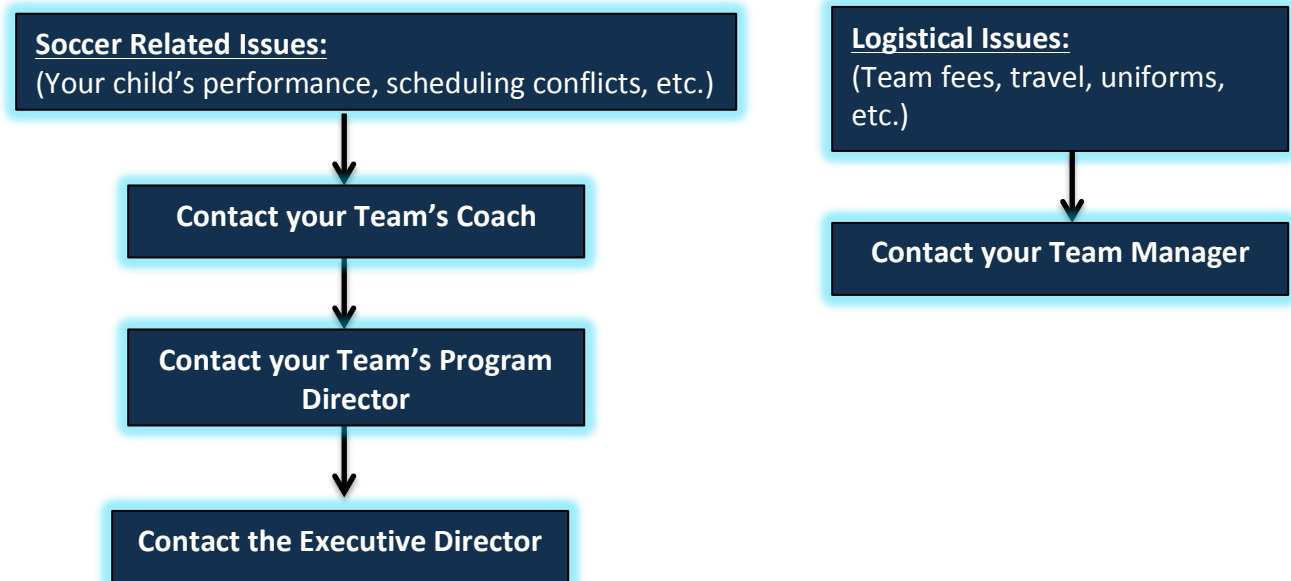 Soccer Related Issues:
(Your child’s performance, scheduling conflicts, etc.)
Contact your Team’s Coach
Contact your Team’s Program
Director
Contact the Executive Director
Logistical Issues:
(Team fees, travel, uniforms,
etc.)
Contact your Team Manager